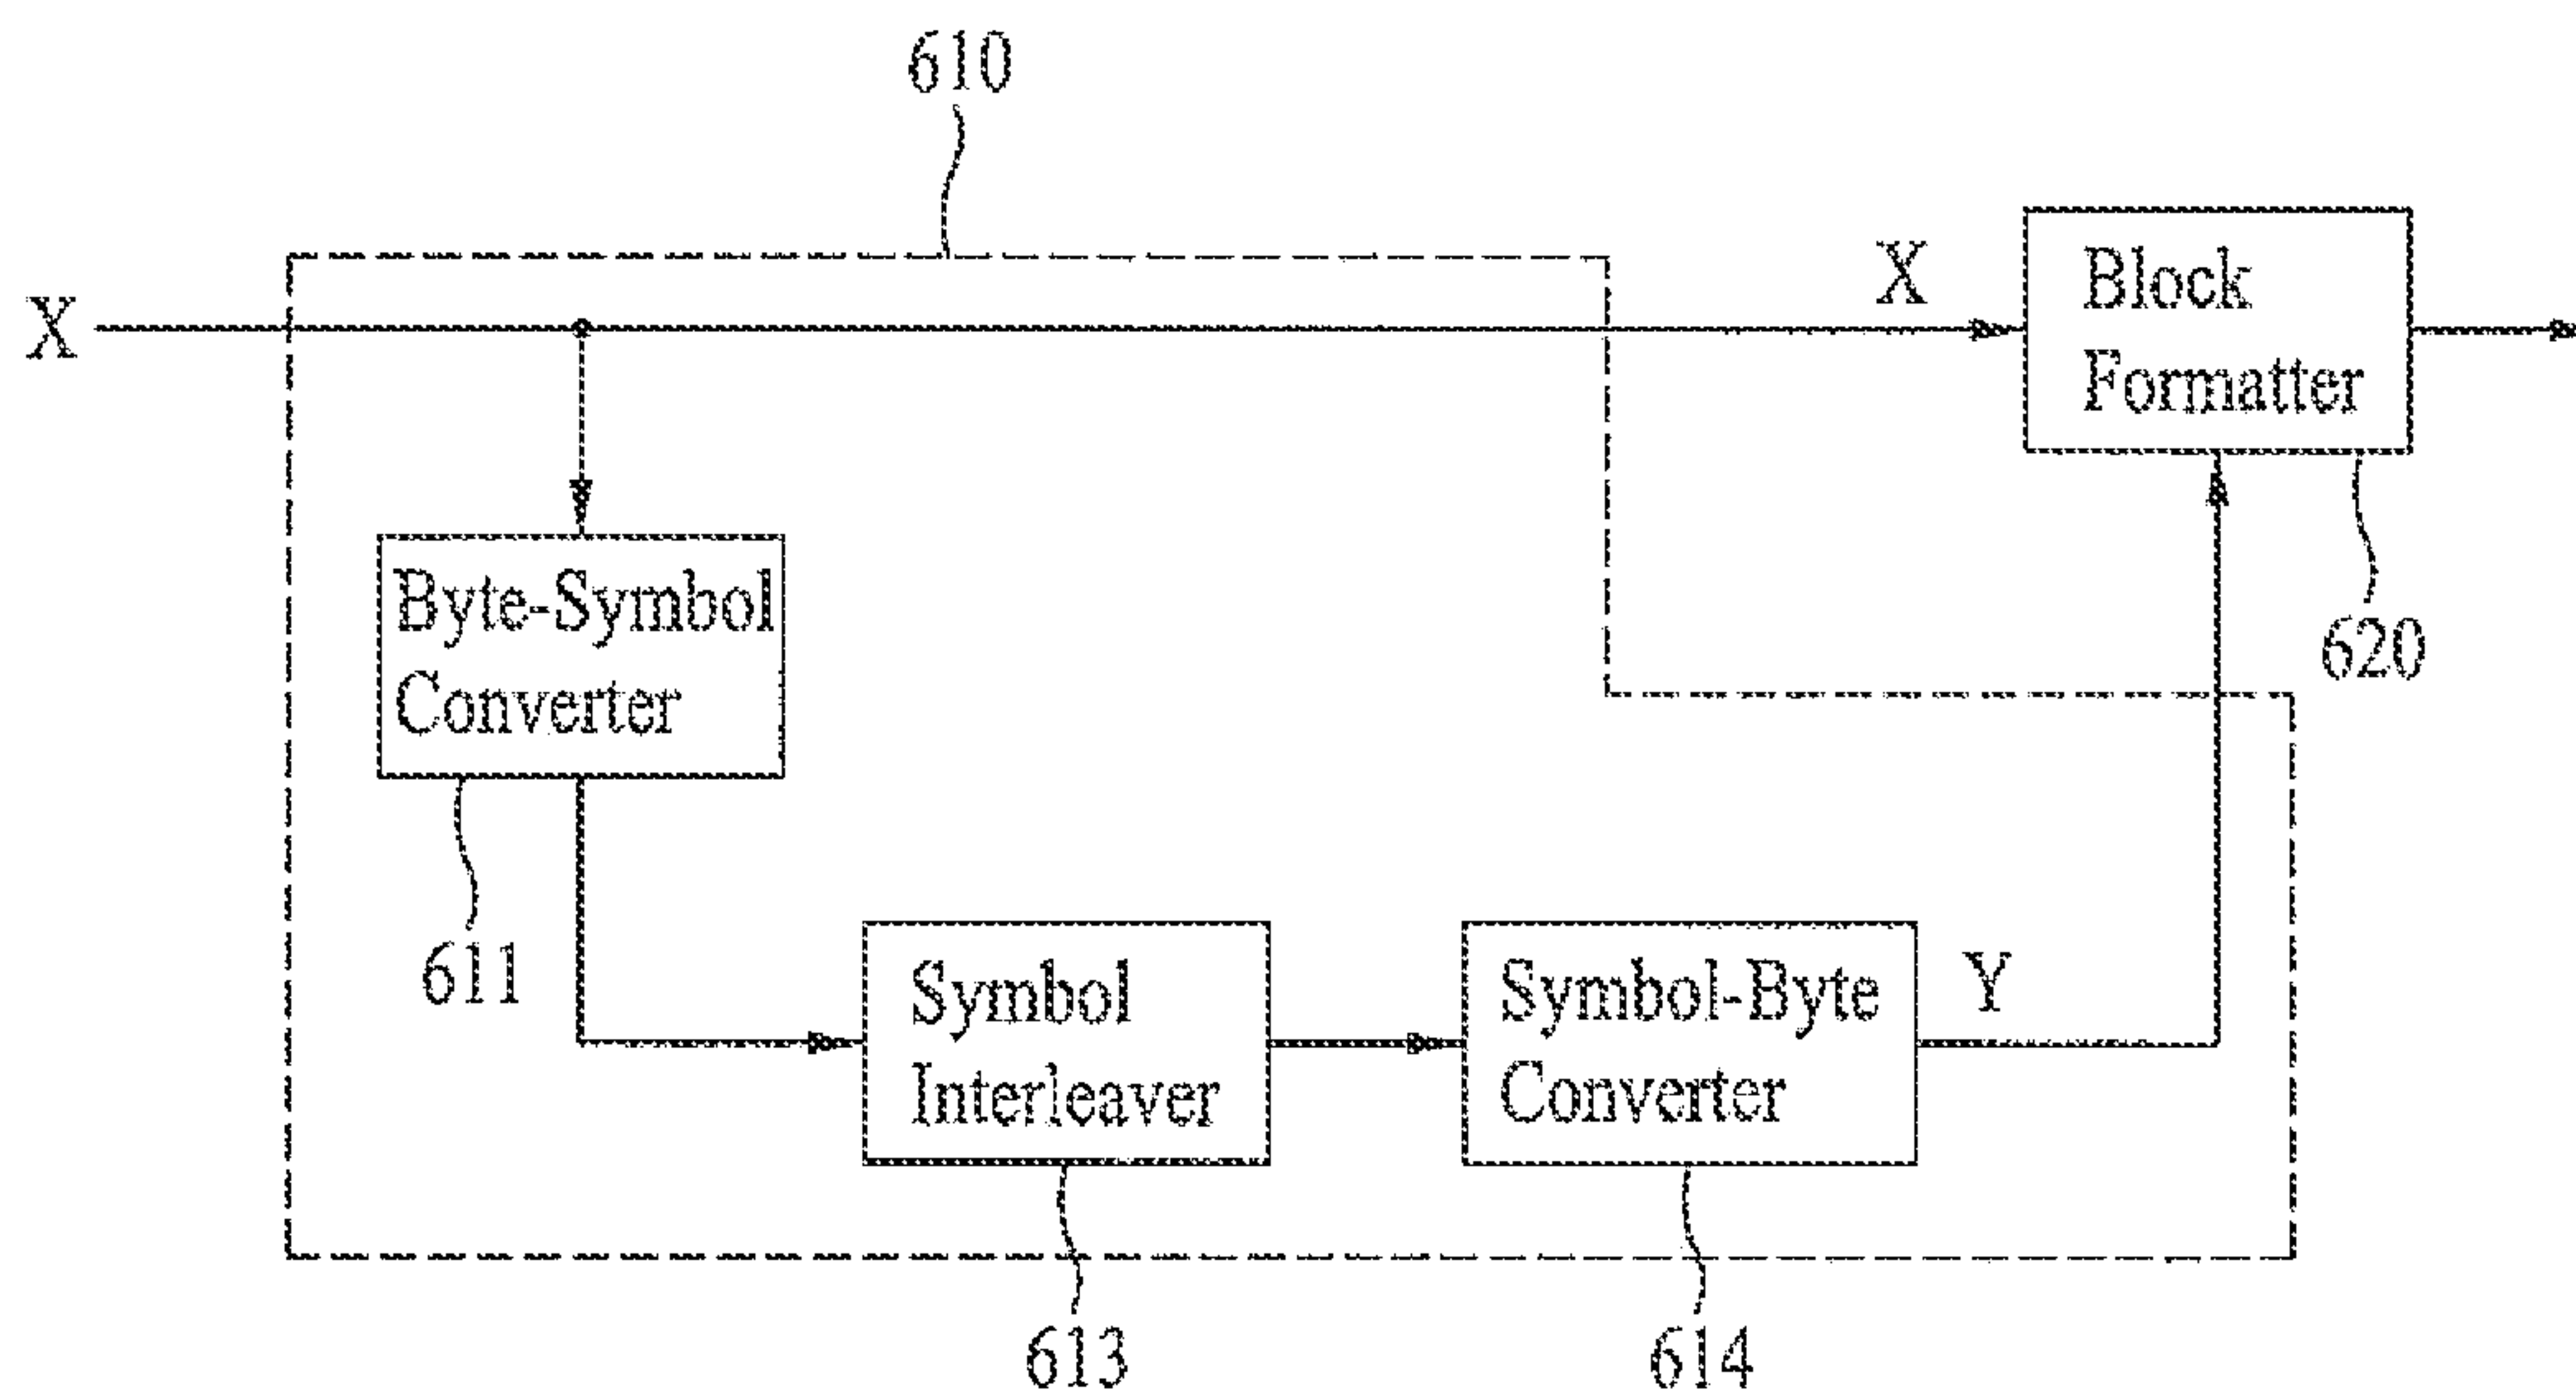 610
X
X
Block
Formatter
Byte-Symbol
Converter
620
611
Symbol
Interleaver
Symbol-Byte
Converter
Y
613
614